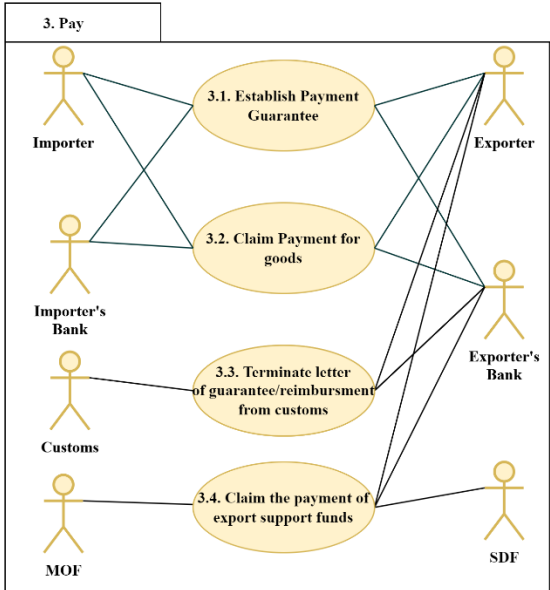 3. Pay
Importer
3.1. Establish Payment
Guarantee
Exporter
Importer's
Bank
3.2. Claim Payment for
goods
Exporter's
Bank
Customs
3.3. Terminate letter
of guarantee/reimbursment
from customs
MOF
3.4. Claim the payment of
export support funds
SDF